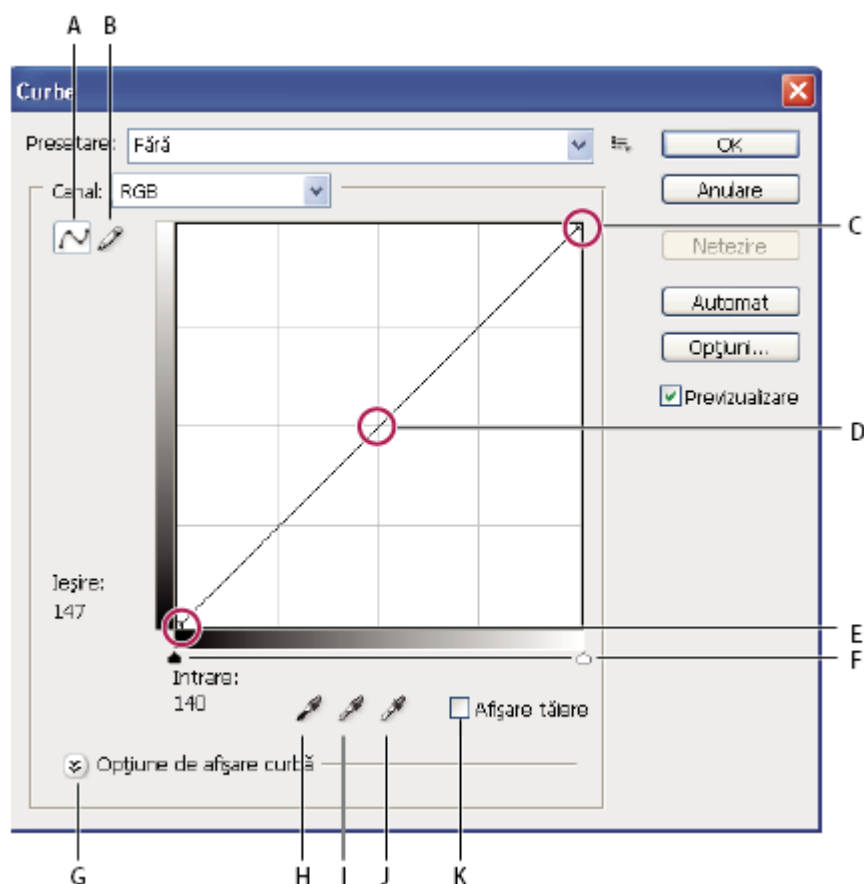 A B
Curbe
Presetare: Fără
OK
Canal: RGB
Anulare
C
Netezire
Automat
Opţiuni...
Previzualizare
D
Ieşire:
147
E
F
Intrare:
140
Afişare tăiere
Opţiune de afişare curbă
G H I J K